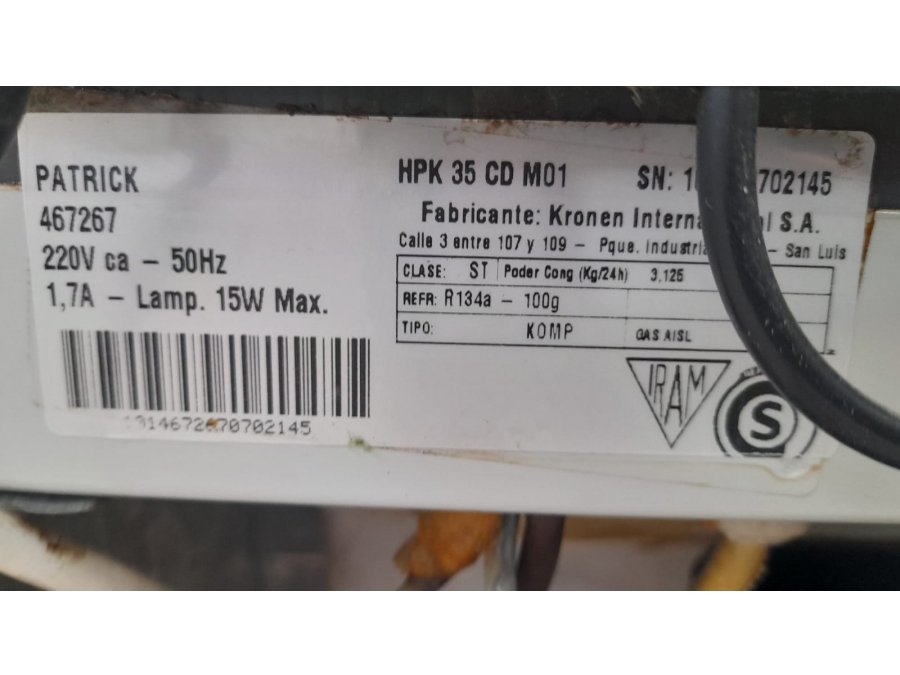 PATRICK
467267
220V ca - 50Hz
1,7A - Lamp. 15W Max.
HPK 35 CD M01 SN: 702145
Fabricante: Kronen S.A.
Calle 3 entre 107 y 109 - Pque. - San Luis
CLASE: ST Poder Cong (Kg/24h) 3,125
REFR: R134a - 100g
TIPO: KOMP GAS AISL
IRAM
S